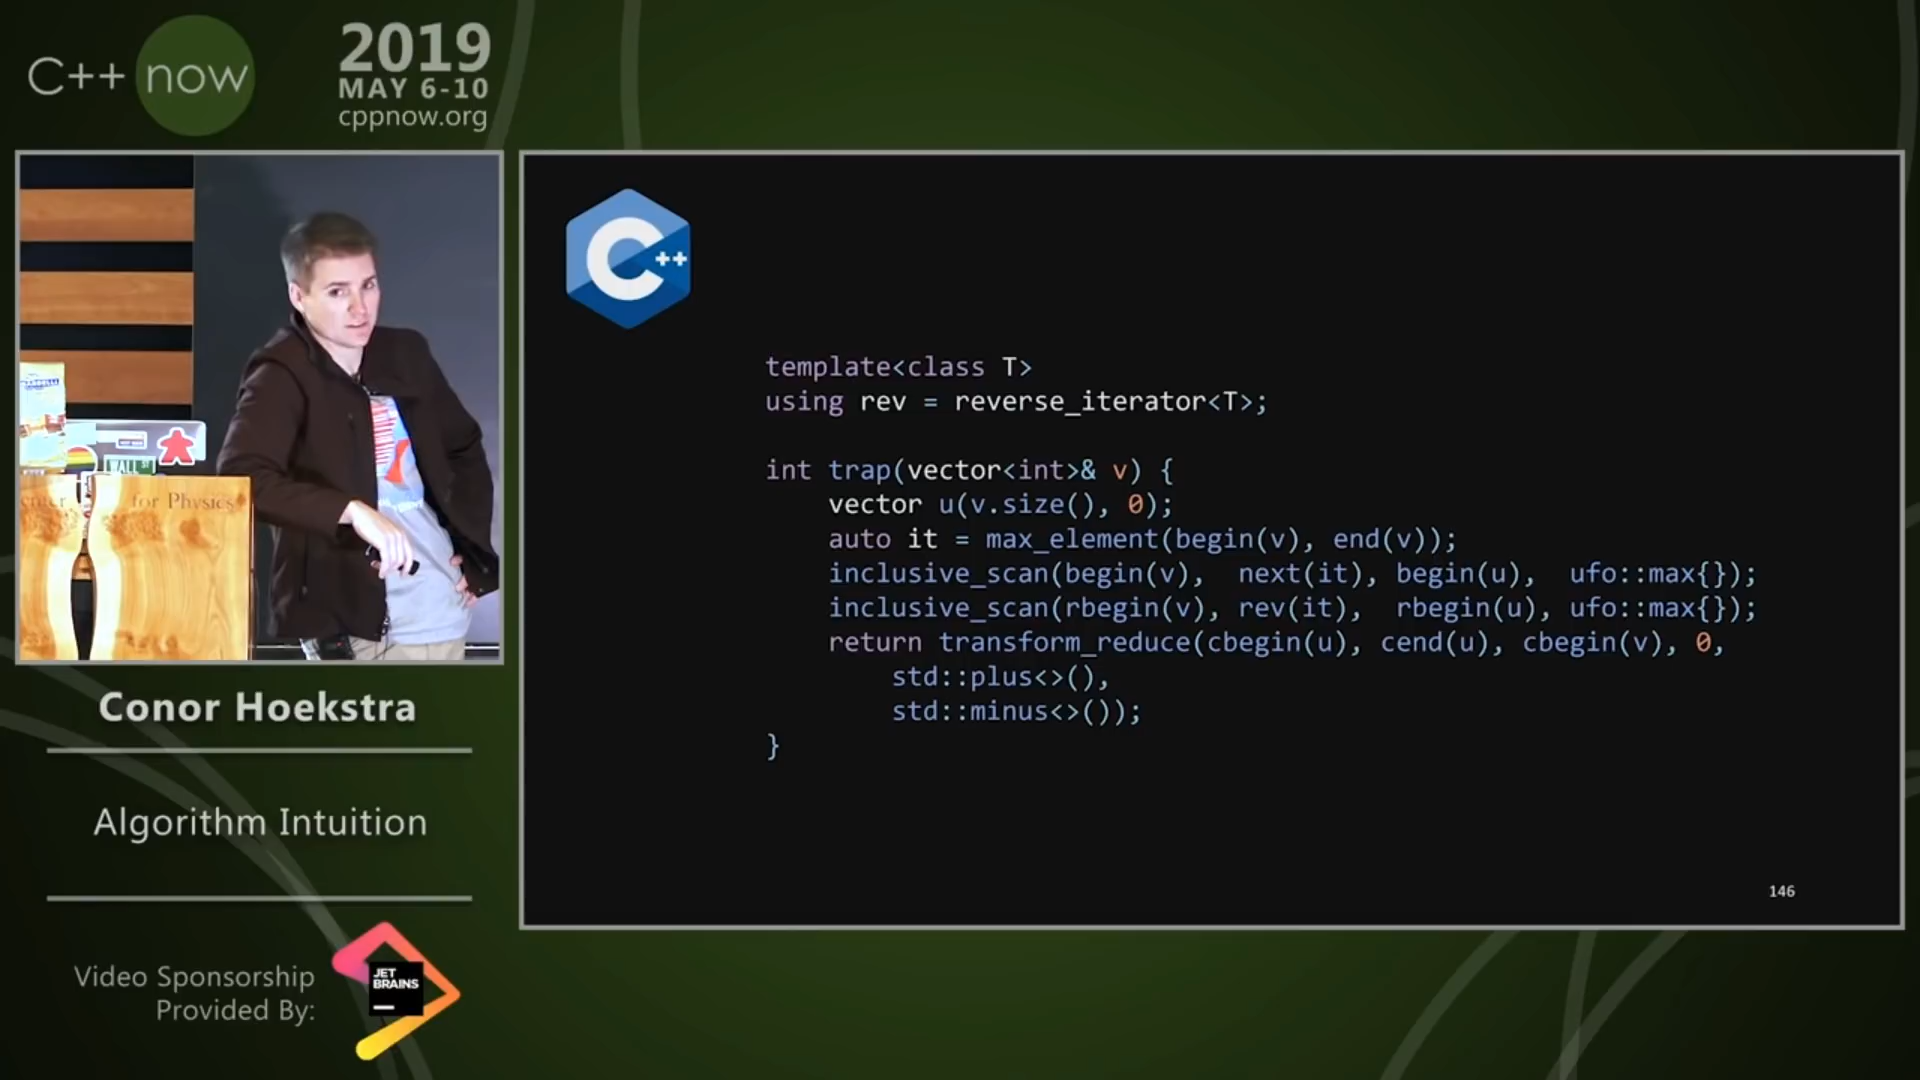 C++ now
2019
MAY 6-10
cppnow.org
C++
template<class T>
using rev = reverse_iterator<T>;
int trap(vector<int>& v) {
vector u(v.size(), 0);
auto it = max_element(begin(v), end(v));
inclusive_scan(begin(v), next(it), begin(u), ufo::max{});
inclusive_scan(rbegin(v), rev(it), rbegin(u), ufo::max{});
return transform_reduce(cbegin(u), cend(u), cbegin(v), 0,
std::plus<>(),
std::minus<>());
}
146
WALL ST
for Physics
Conor Hoekstra
Algorithm Intuition
Video Sponsorship
Provided By:
JET
BRAINS